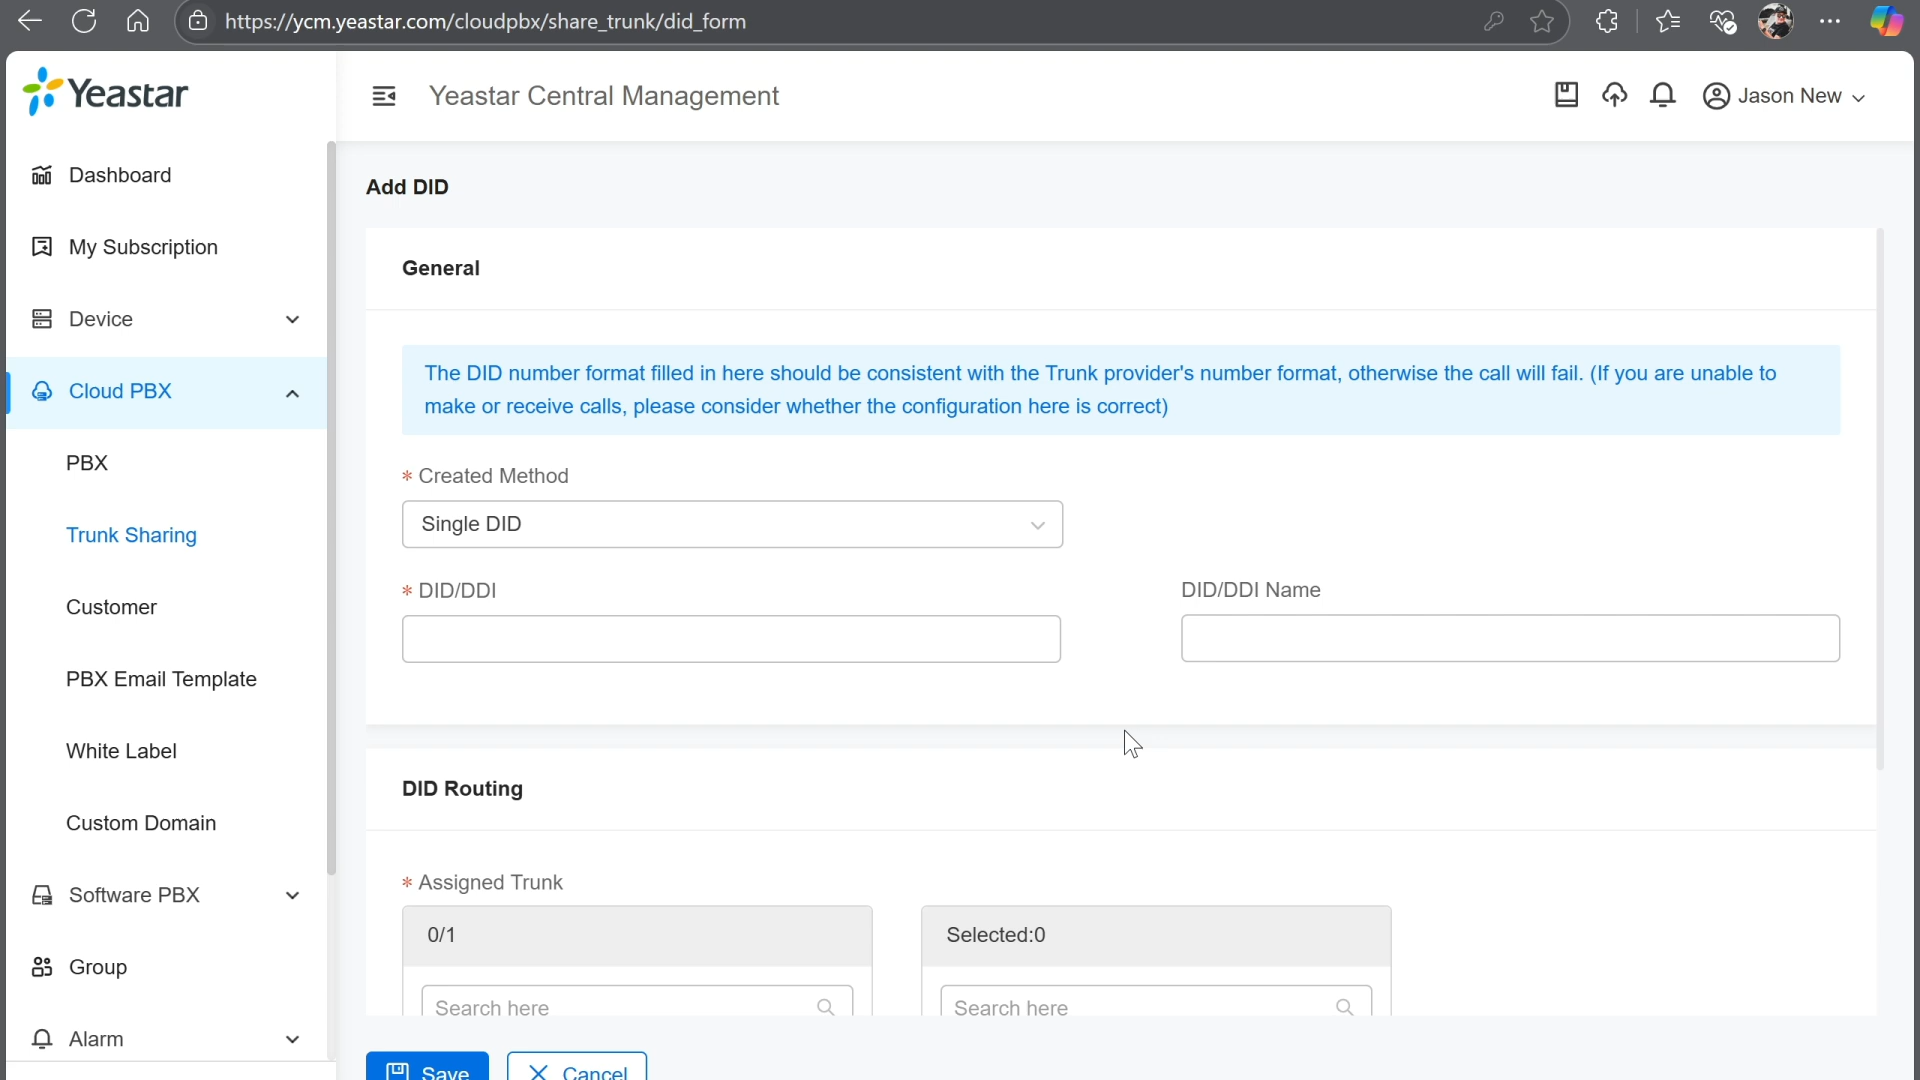 https://ycm.yeastar.com/cloudpbx/share_trunk/did_form
Yeastar
Yeastar Central Management
Jason New
Dashboard
My Subscription
Device
Cloud PBX
PBX
Trunk Sharing
Customer
PBX Email Template
White Label
Custom Domain
Software PBX
Group
Alarm
Add DID
General
The DID number format filled in here should be consistent with the Trunk provider's number format, otherwise the call will fail. (If you are unable to
make or receive calls, please consider whether the configuration here is correct)
* Created Method
Single DID
* DID/DDI
DID/DDI Name
DID Routing
* Assigned Trunk
0/1
Selected:0
Search here
Search here
Save
Cancel